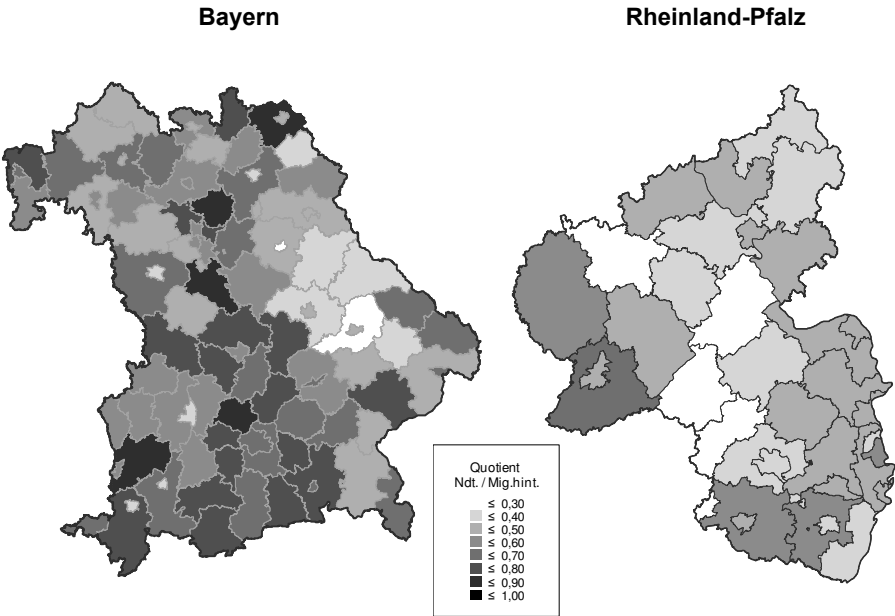 Bayern
Rheinland-Pfalz
Quotient
Ndt. / Mig.hint.
≤ 0,30
≤ 0,40
≤ 0,50
≤ 0,60
≤ 0,70
≤ 0,80
≤ 0,90
≤ 1,00